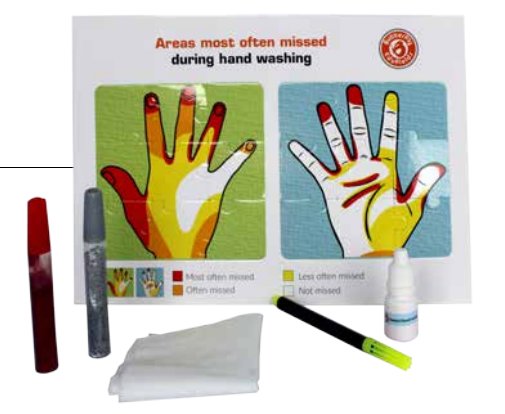 Areas most often missed
during hand washing
Most often missed
Often missed
Less often missed
Not missed